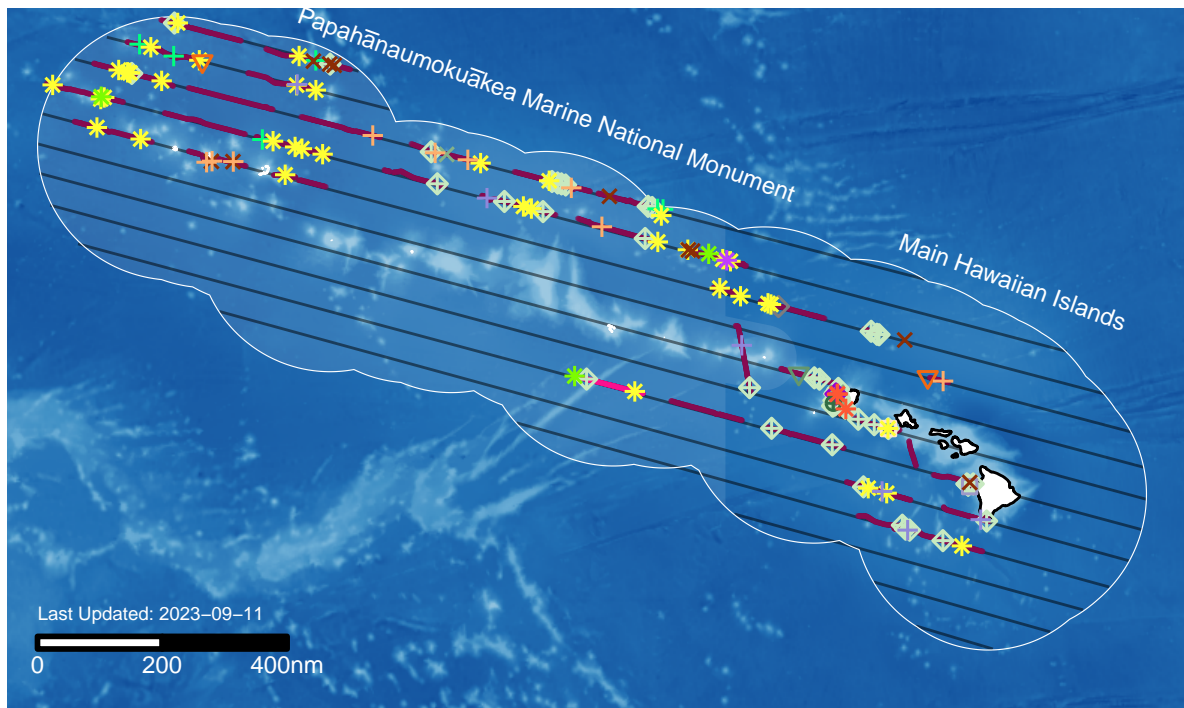 Papahānaumokuākea Marine National Monument
Main Hawaiian Islands
Last Updated: 2023−09−11
0 200 400nm